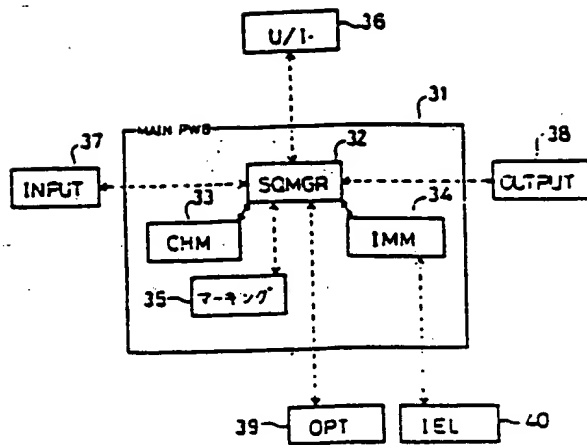 U/I
36
31
MAIN PWB
32
37
38
INPUT
SQMGR
OUTPUT
33
34
CHM
IMM
35
マーキング
39
OPT
IEL
40